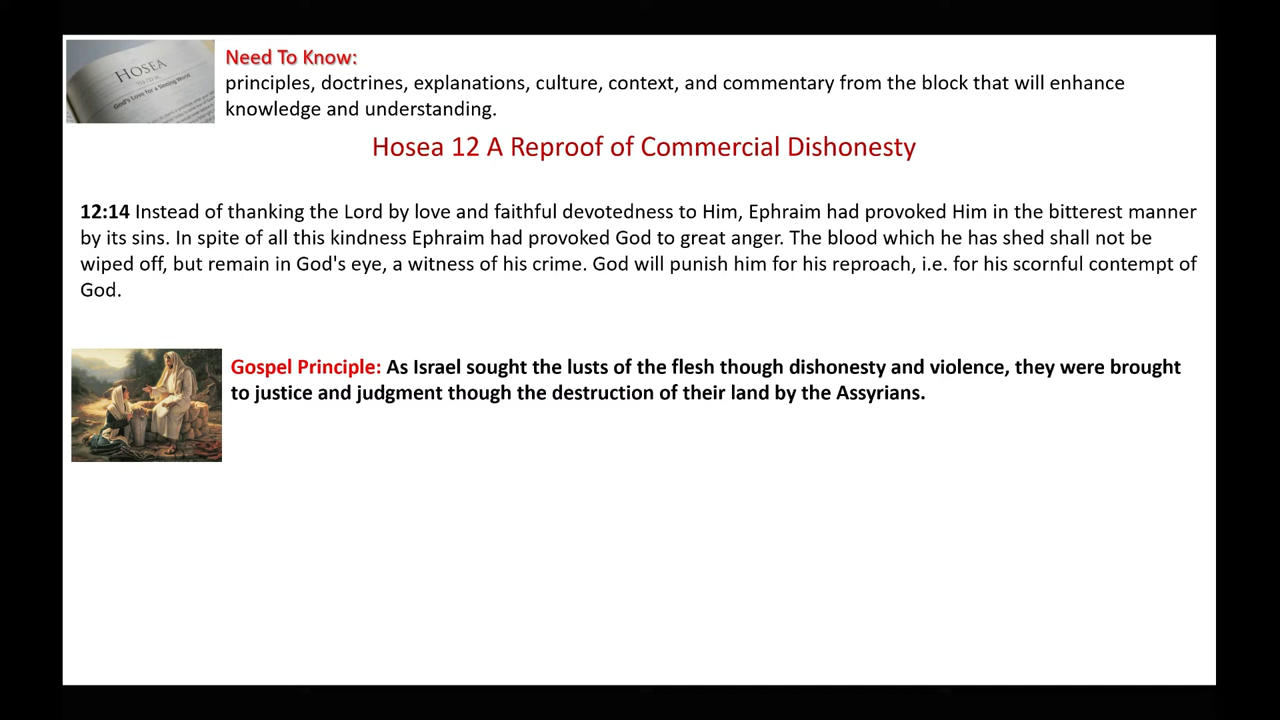 HOSEA
God's Love for a Sinning World
Need To Know:
principles, doctrines, explanations, culture, context, and commentary from the block that will enhance
knowledge and understanding.
Hosea 12 A Reproof of Commercial Dishonesty
12:14 Instead of thanking the Lord by love and faithful devotedness to Him, Ephraim had provoked Him in the bitterest manner
by its sins. In spite of all this kindness Ephraim had provoked God to great anger. The blood which he has shed shall not be
wiped off, but remain in God's eye, a witness of his crime. God will punish him for his reproach, i.e. for his scornful contempt of
God.
Gospel Principle: As Israel sought the lusts of the flesh though dishonesty and violence, they were brought
to justice and judgment though the destruction of their land by the Assyrians.